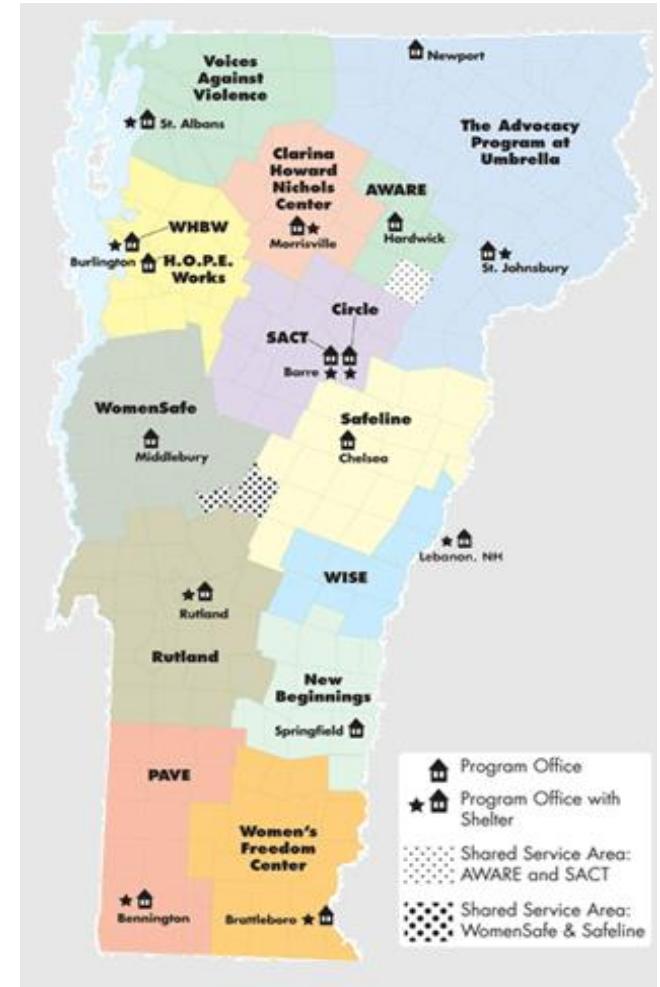 Voices
Against
Violence
Newport
St. Albans
The Advocacy
Program at
Umbrella
Clarina
Howard
Nichols
Center
Morrisville
AWARE
Hardwick
WHBW
Burlington
H.O.P.E.
Works
St. Johnsbury
Circle
SACT
Barre
WomenSafe
Middlebury
Safeline
Chelsea
Lebanon, NH
WISE
Rutland
Rutland
New
Beginnings
Springfield
PAVE
Women's
Freedom
Center
Bennington
Brattleboro
Program Office
Program Office with
Shelter
Shared Service Area:
AWARE and SACT
Shared Service Area:
WomenSafe & Safeline